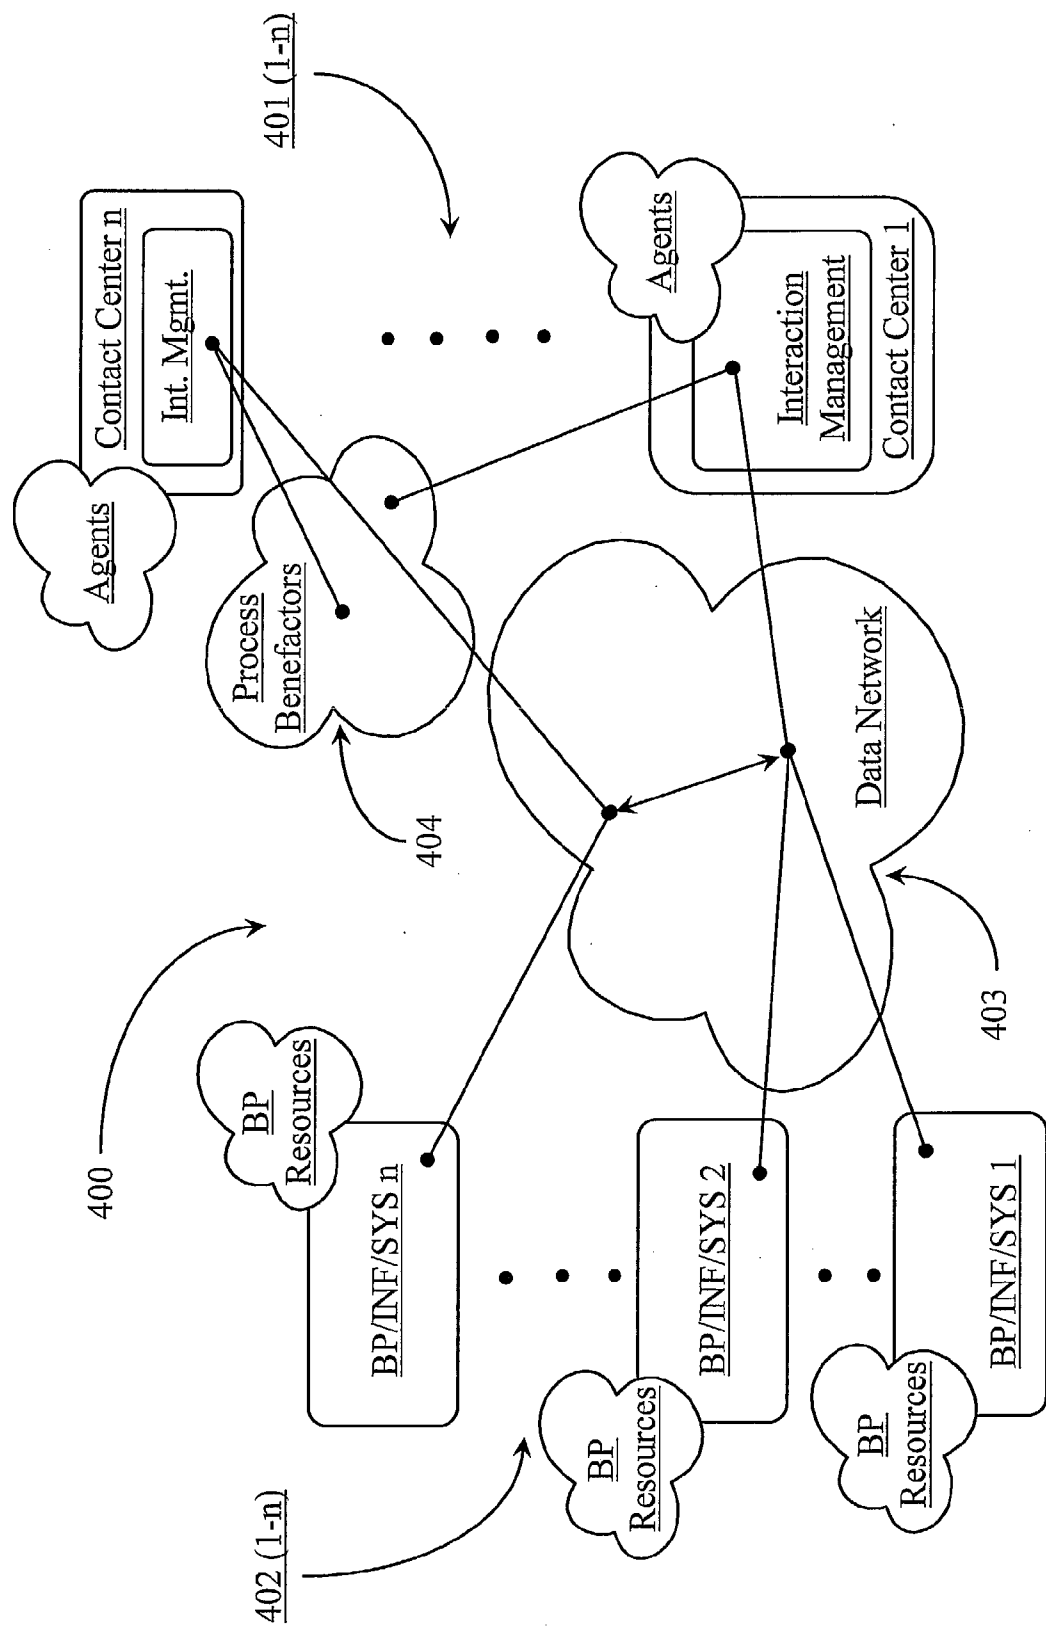 402 (1-n)
400
401 (1-n)
BP
Resources
BP/INF/SYS n
404
Process
Benefactors
Agents
Contact Center n
Int. Mgmt.
BP
Resources
BP/INF/SYS 2
BP
Resources
BP/INF/SYS 1
403
Data Network
Agents
Interaction
Management
Contact Center 1